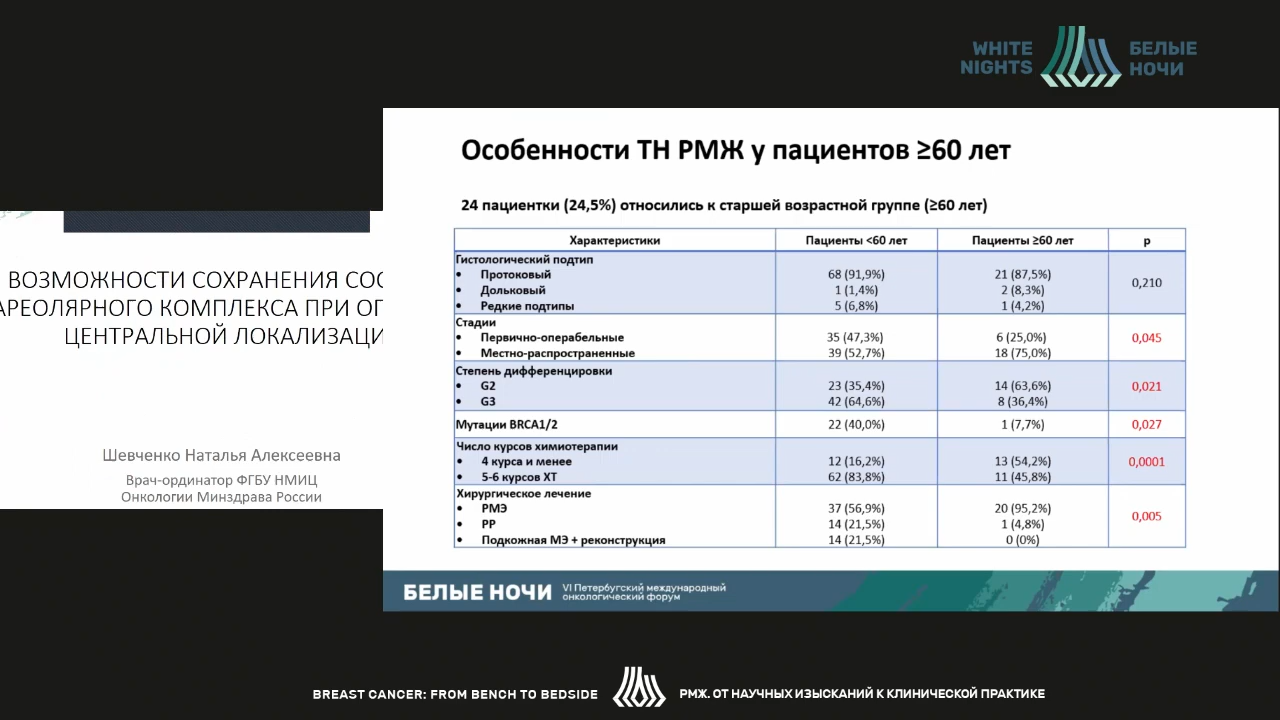 WHITE
NIGHTS
БЕЛЫЕ
НОЧИ
ВОЗМОЖНОСТИ СОХРАНЕНИЯ СОС
АРЕОЛЯРНОГО КОМПЛЕКСА ПРИ ОП
ЦЕНТРАЛЬНОЙ ЛОКАЛИЗАЦИ
Шевченко Наталья Алексеевна
Врач-ординатор ФГБУ НМИЦ
Онкологии Минздрава России
Особенности ТН РМЖ у пациентов ≥60 лет
24 пациентки (24,5%) относились к старшей возрастной группе (≥60 лет)
Характеристики Пациенты <60 лет Пациенты ≥60 лет p
Гистологический подтип
• Протоковый 68 (91,9%) 21 (87,5%) 0,210
• Дольковый 1 (1,4%) 2 (8,3%)
• Редкие подтипы 5 (6,8%) 1 (4,2%)
Стадии
• Первично-операбельные 35 (47,3%) 6 (25,0%) 0,045
• Местно-распространенные 39 (52,7%) 18 (75,0%)
Степень дифференцировки
• G2 23 (35,4%) 14 (63,6%) 0,021
• G3 42 (64,6%) 8 (36,4%)
Мутации BRCA1/2 22 (40,0%) 1 (7,7%) 0,027
Число курсов химиотерапии
• 4 курса и менее 12 (16,2%) 13 (54,2%) 0,0001
• 5-6 курсов ХТ 62 (83,8%) 11 (45,8%)
Хирургическое лечение
• РМЭ 37 (56,9%) 20 (95,2%) 0,005
• РР 14 (21,5%) 1 (4,8%)
• Подкожная МЭ + реконструкция 14 (21,5%) 0 (0%)
БЕЛЫЕ НОЧИ
VI Петербургский международный
онкологический форум
BREAST CANCER: FROM BENCH TO BEDSIDE
РМЖ. ОТ НАУЧНЫХ ИЗЫСКАНИЙ К КЛИНИЧЕСКОЙ ПРАКТИКЕ